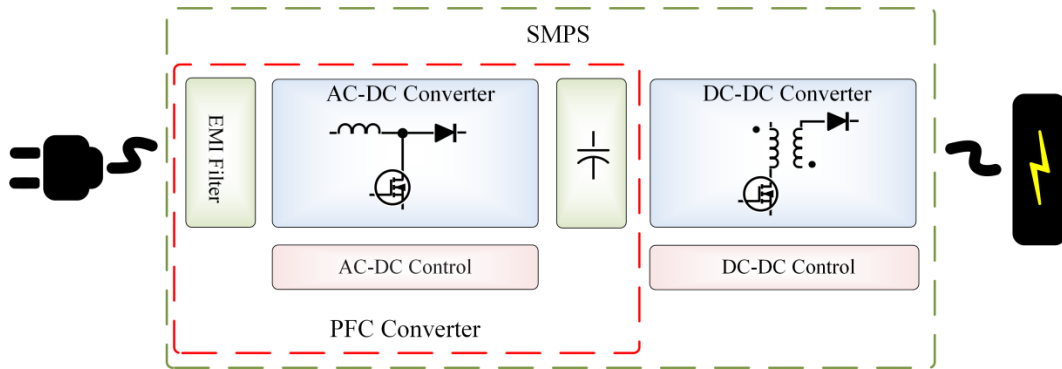 SMPS
EMI Filter
AC-DC Converter
DC-DC Converter
AC-DC Control
DC-DC Control
PFC Converter